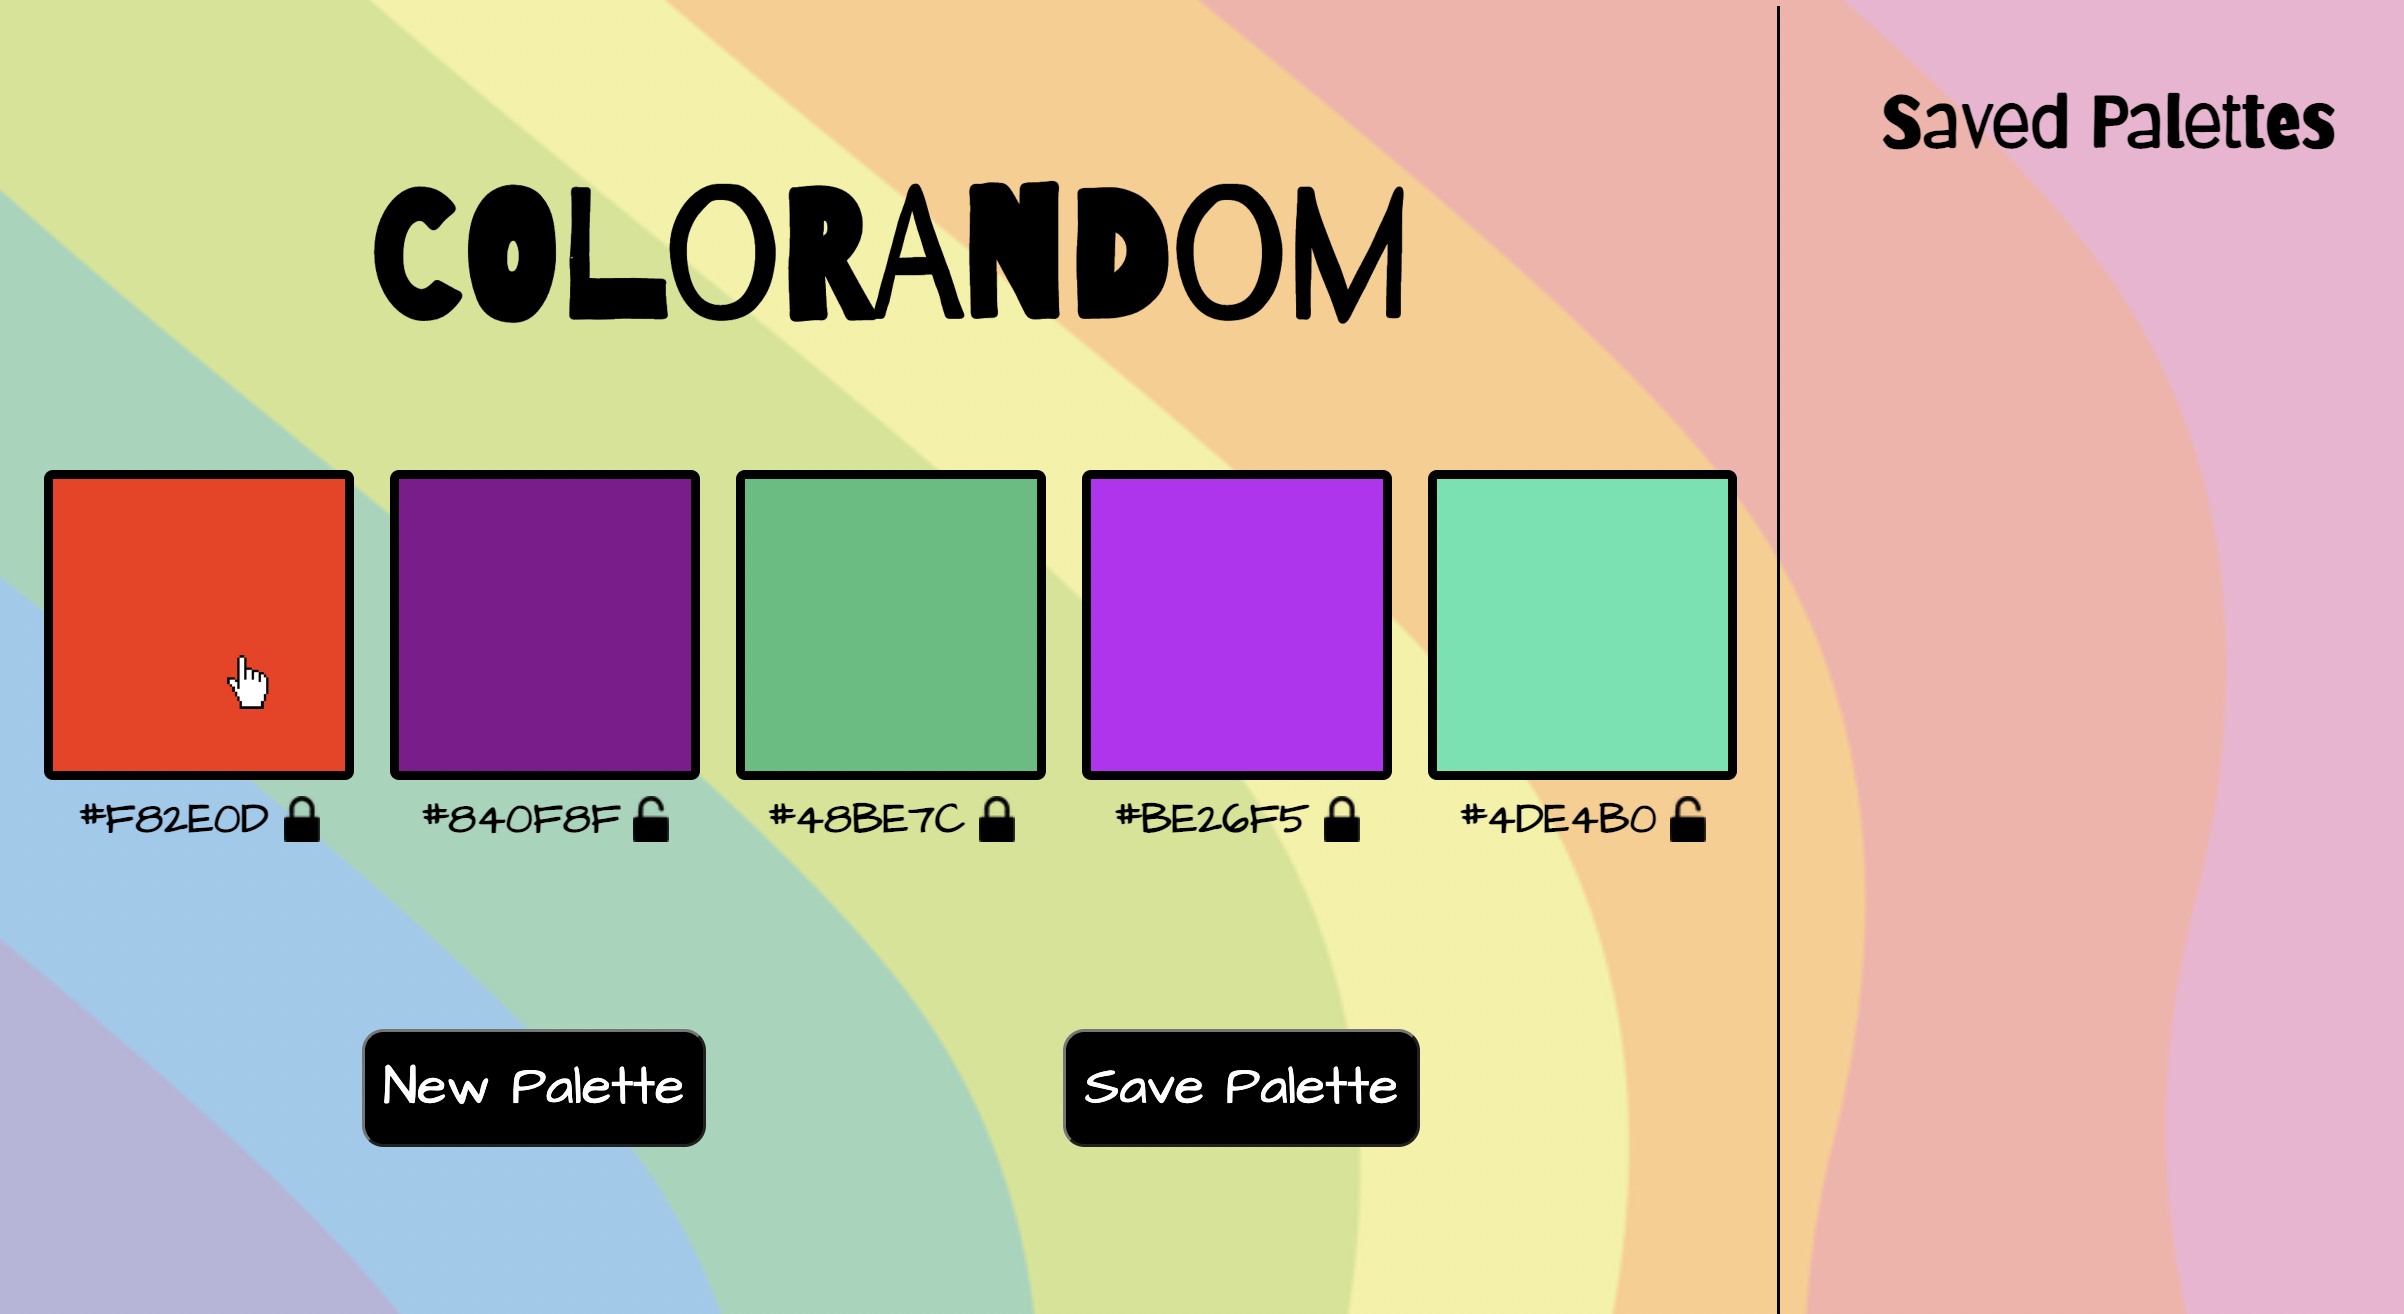 Saved Palettes
COLORANDOM
#F82E0D
#840F8F
#48BE7C
#BE26F5
#4DE4B0
New Palette
Save Palette